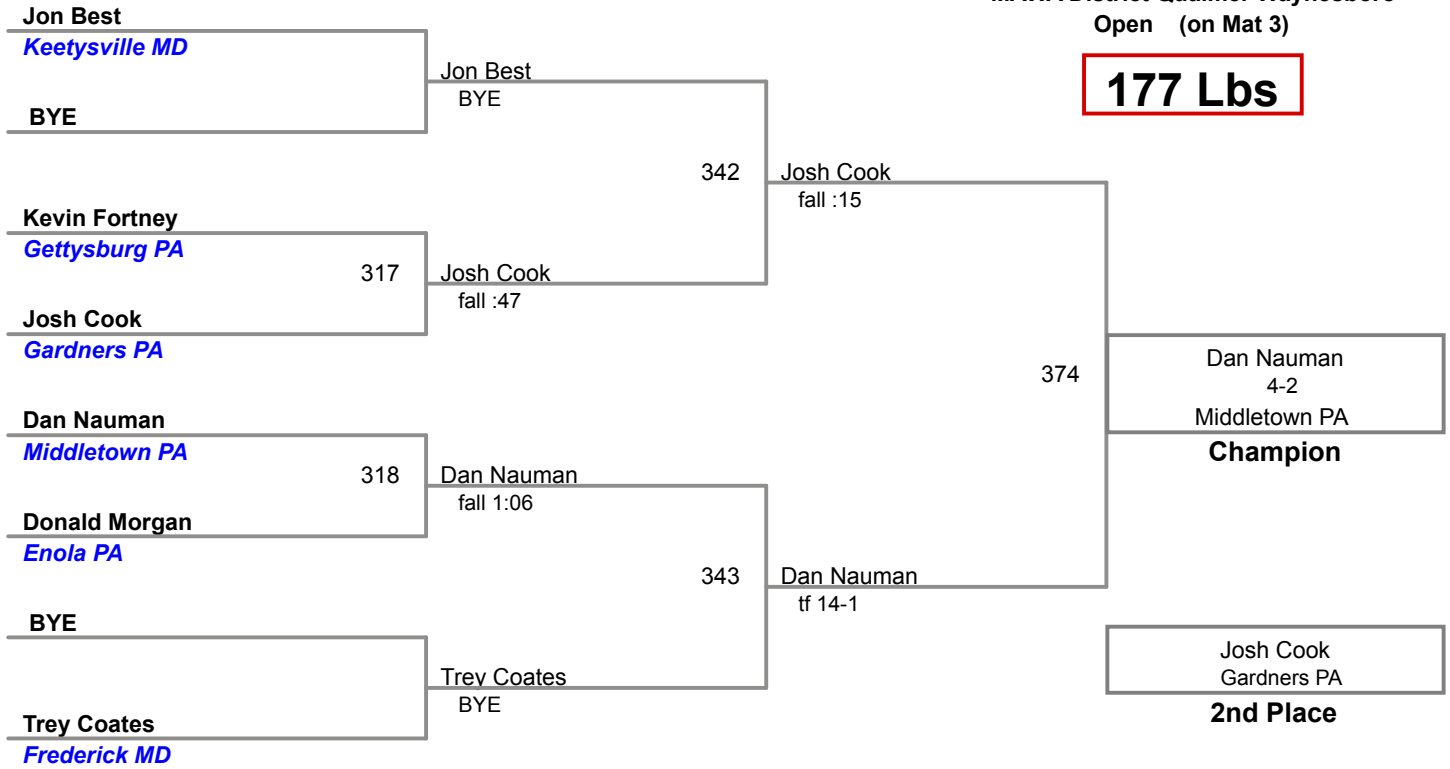 Open (on Mat 3)
177 Lbs
Jon Best
Keetysville MD
BYE
Jon Best
BYE
Kevin Fortney
Gettysburg PA
317
Josh Cook
Gardners PA
Josh Cook
fall :47
342
Josh Cook
fall :15
Dan Nauman
Middletown PA
318
Donald Morgan
Enola PA
Dan Nauman
fall 1:06
BYE
Trey Coates
Frederick MD
Trey Coates
BYE
343
Dan Nauman
tf 14-1
374
Dan Nauman
4-2
Middletown PA
Champion
Josh Cook
Gardners PA
2nd Place